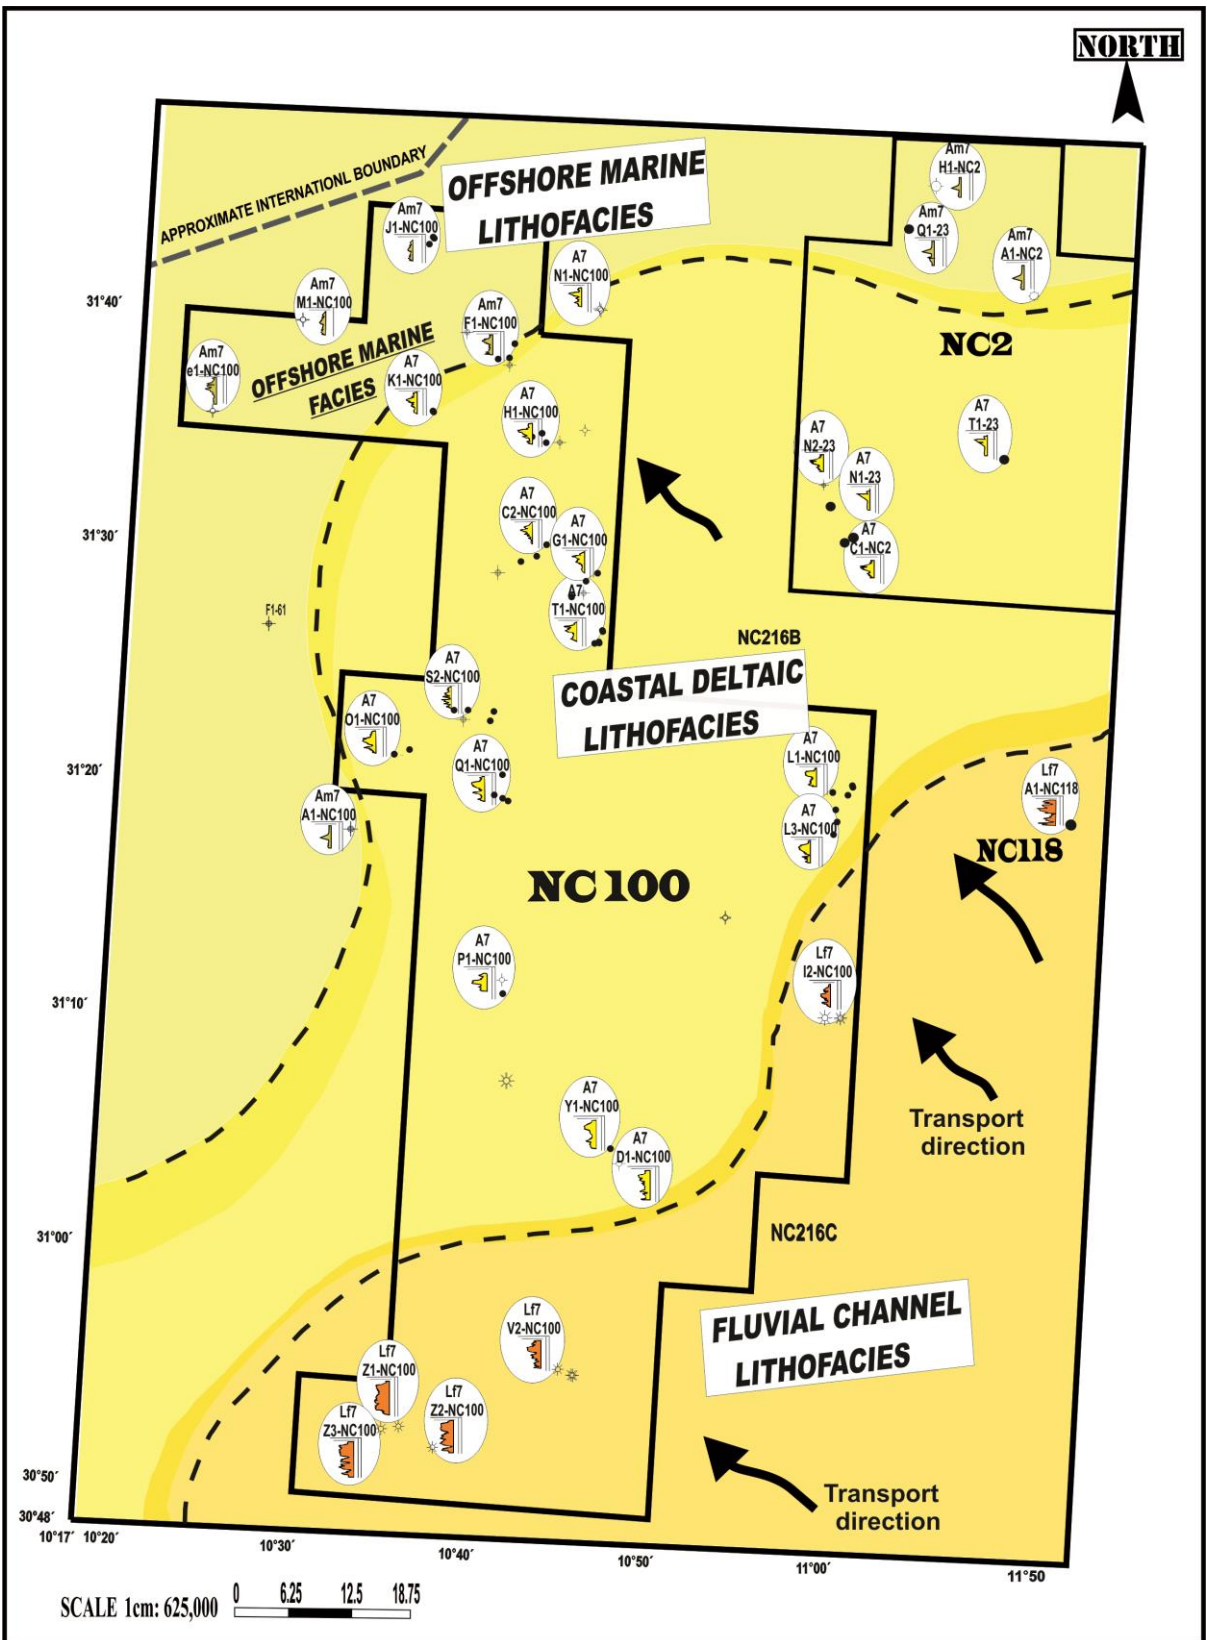 NORTH
APPROXIMATE INTERNATIONL BOUNDARY
OFFSHORE MARINE
LITHOFACIES
Am7
H1-NC2
Am7
J1-NC100
Am7
Q1-23
Am7
A1-NC2
A7
N1-NC100
31°40´
Am7
M1-NC100
Am7
F1-NC100
OFFSHORE MARINE
FACIES
NC2
Am7
e1-NC100
A7
K1-NC100
A7
H1-NC100
A7
T1-23
A7
N2-23
A7
N1-23
31°30´
A7
C2-NC100
A7
G1-NC100
A7
C1-NC2
A7
T1-NC100
F1-61
NC216B
COASTAL DELTAIC
LITHOFACIES
A7
S2-NC100
A7
O1-NC100
31°20´
A7
Q1-NC100
A7
L1-NC100
Lf7
A1-NC118
Am7
A1-NC100
A7
L3-NC100
NC118
NC 100
A7
P1-NC100
Lf7
I2-NC100
31°10´
A7
Y1-NC100
Transport
direction
A7
D1-NC100
31°00´
NC216C
FLUVIAL CHANNEL
LITHOFACIES
Lf7
V2-NC100
Lf7
Z1-NC100
Lf7
Z2-NC100
Lf7
Z3-NC100
30°50´
Transport
direction
30°48´
10°17´ 10°20´
10°30´
10°40´
10°50´
11°00´
11°50´
SCALE 1cm: 625,000
0 6.25 12.5 18.75